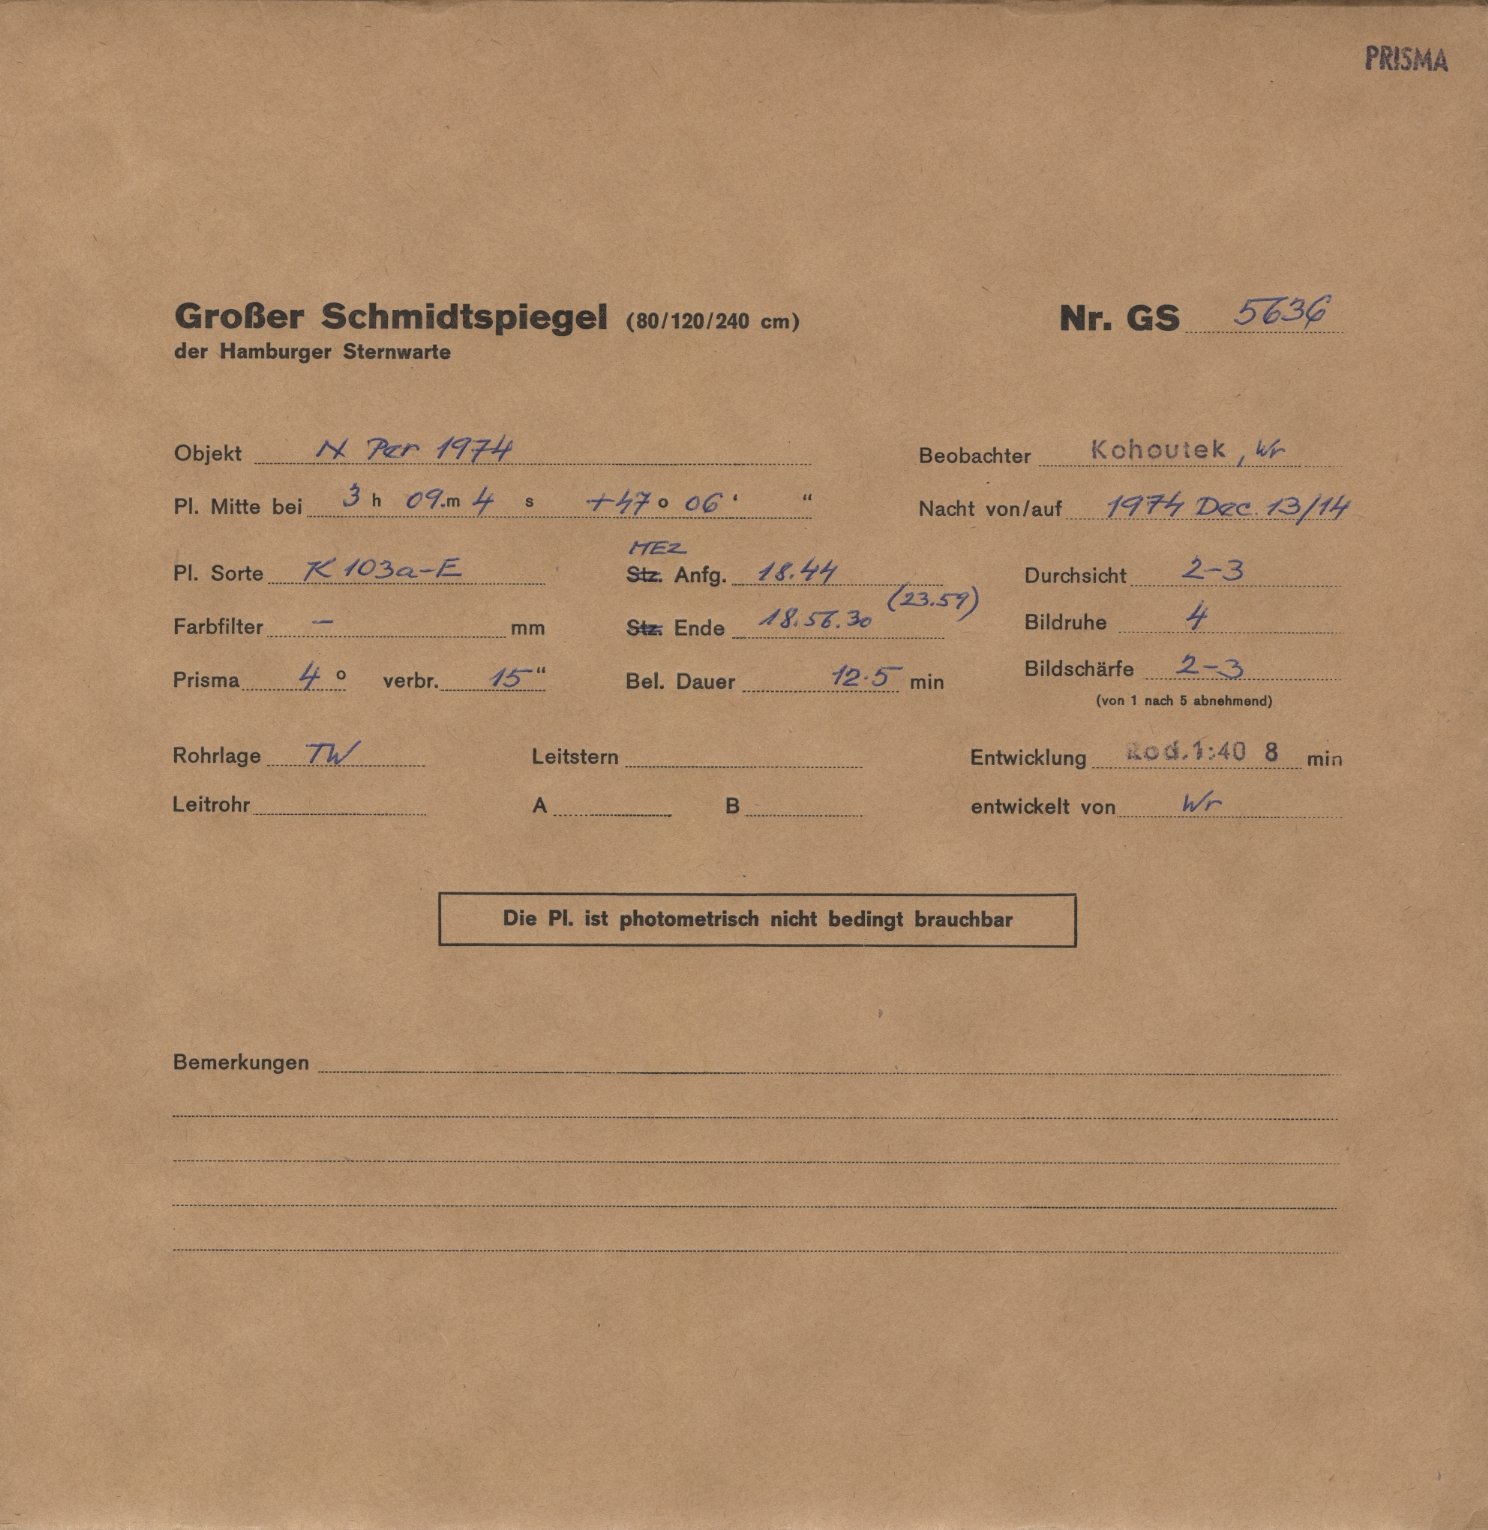 PRISMA
Großer Schmidtspiegel (80/120/240 cm) Nr. GS 5636
der Hamburger Sternwarte
Objekt N Per 1974 Beobachter Kohoutek, Wr
Pl. Mitte bei 3 h 09.m 4 s +47 o 06 ‘ “ Nacht von/auf 1974 Dec. 13/14
MEZ
Pl. Sorte K 103a-E Stz. Anfg. 18.44 Durchsicht 2-3
(23.59)
Farbfilter — mm Stz. Ende 18.56.30 Bildruhe 4
Prisma 4 o verbr. 15 “ Bel. Dauer 12.5 min Bildschärfe 2-3
(von 1 nach 5 abnehmend)
Rohrlage TW Leitstern Entwicklung Rod.1:40 8 min
Leitrohr A B entwickelt von Wr
Die Pl. ist photometrisch nicht bedingt brauchbar
Bemerkungen